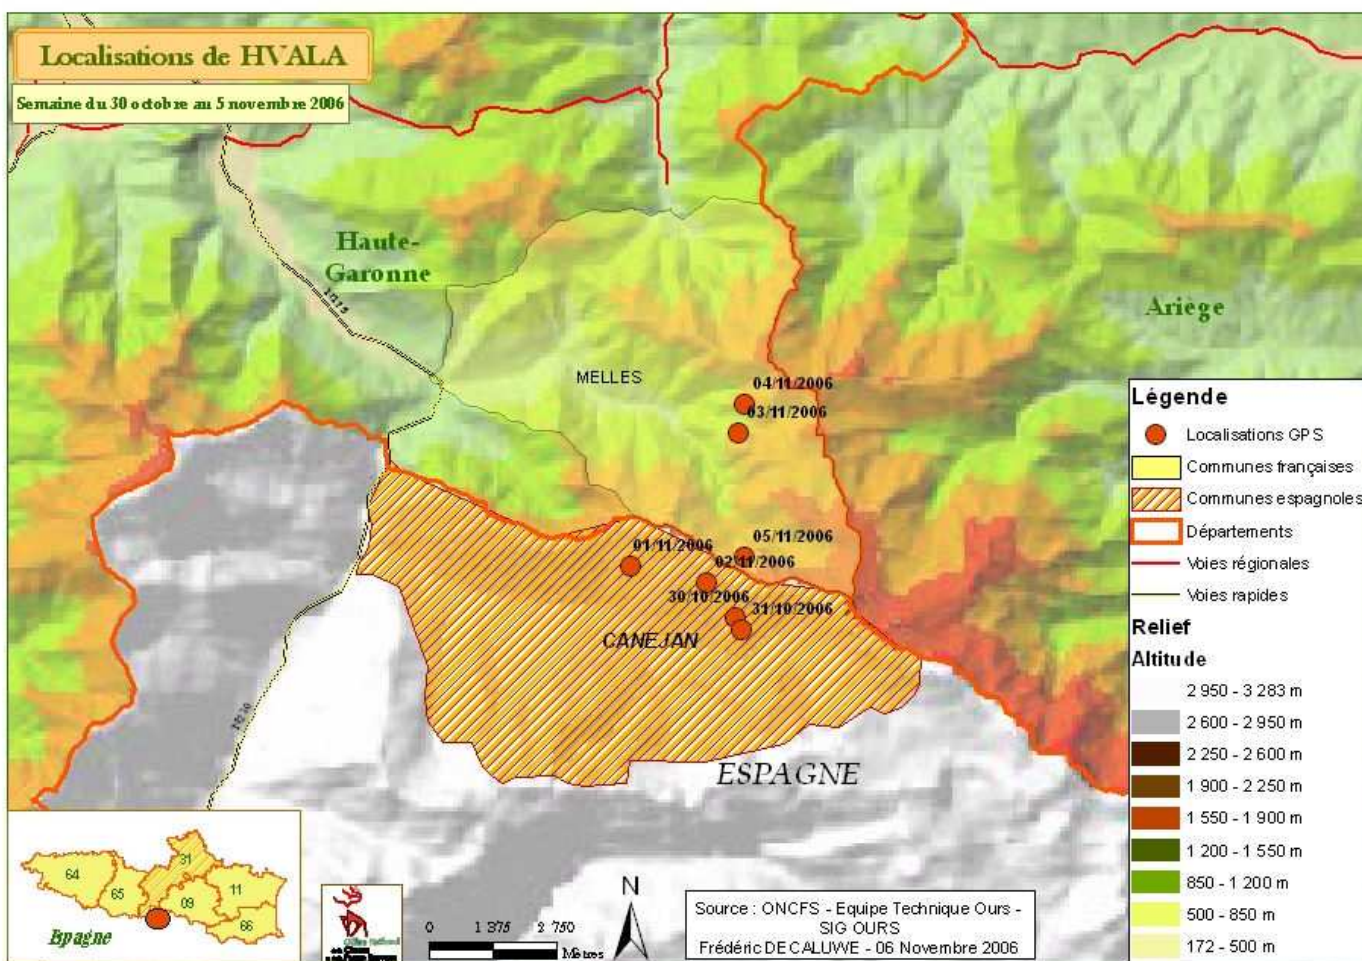 Localisations de HVALA
Semaine du 30 octobre au 5 novembre 2006
Haute-
Garonne
Ariège
MELLES
04/11/2006
03/11/2006
05/11/2006
01/11/2006
02/11/2006
30/10/2006
31/10/2006
CANEJAN
ESPAGNE
Légende
Localisations GPS
Communes françaises
Communes espagnoles
Départements
Voies régionales
Voies rapides
Relief
Altitude
2 950 - 3 283 m
2 600 - 2 950 m
2 250 - 2 600 m
1 900 - 2 250 m
1 550 - 1 900 m
1 200 - 1 550 m
850 - 1 200 m
500 - 850 m
172 - 500 m
64
65
31
09
11
66
Epagne
N
0 1 375 2 750
Mètres
Source : ONCFS - Equipe Technique Ours -
SIG OURS
Frédéric DE CALUWE - 06 Novembre 2006